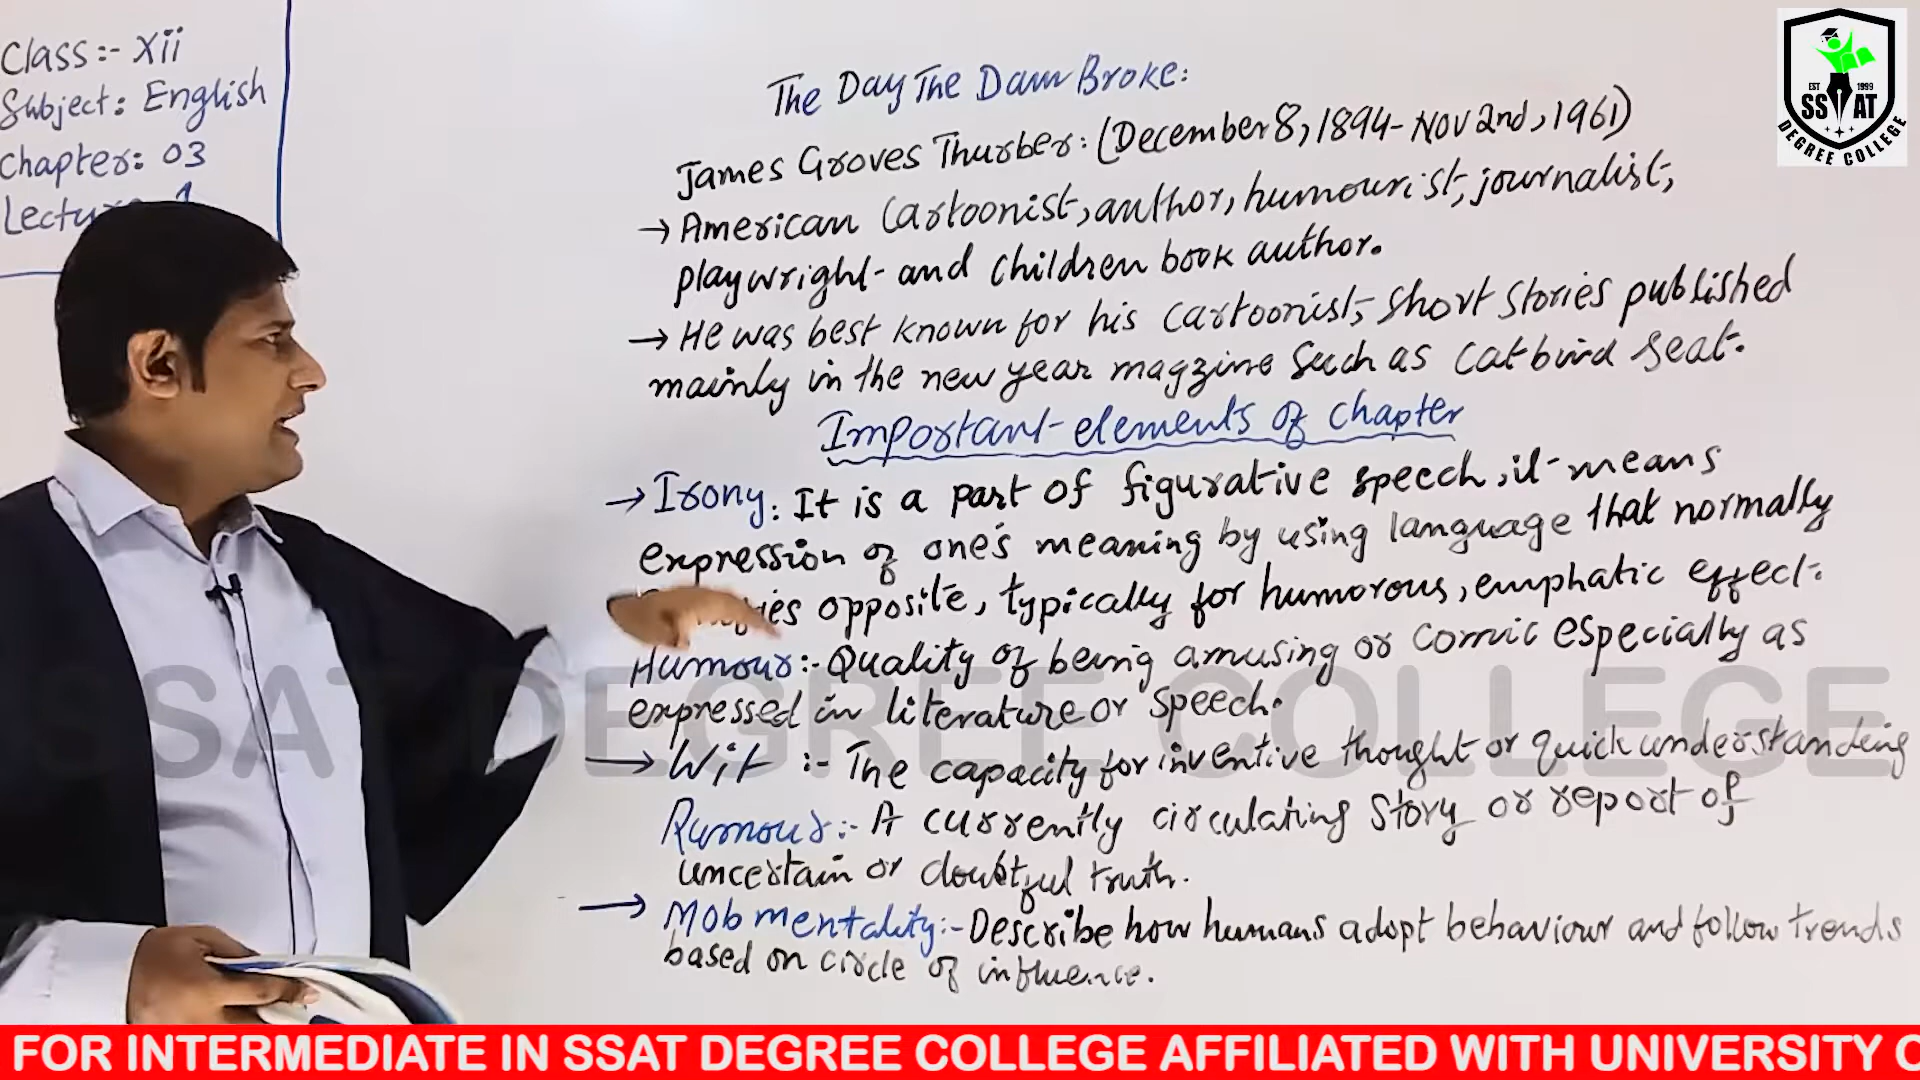 Class:- Xii
Subject: English
Chapter: 03
The Day The Dam Broke:
James Groves Thurber: (December 8, 1894- Nov 2nd, 1961)
→ American Cartoonist, author, humourist, journalist,
playwright and children book author.
→ He was best known for his cartoonist, short stories published
mainly in the new year magzine such as Catbird Seat.
Important elements of chapter
→ Irony: It is a part of figurative speech, it means
expression of one's meaning by using language that normally
opposite, typically for humorous, emphatic effect.
Humour:- Quality of being amusing or comic especially as
expressed in literature or speech.
→ Wit :- The capacity for inventive thought or quick understanding
Rumour:- A currently circulating story or report of
uncertain or doubtful truth.
→ Mob mentality:- Describe how humans adopt behaviour and follow trends
based on circle of influence.
EST 1999
SSAT
DEGREE COLLEGE
SSAT DEGREE COLLEGE
FOR INTERMEDIATE IN SSAT DEGREE COLLEGE AFFILIATED WITH UNIVERSITY